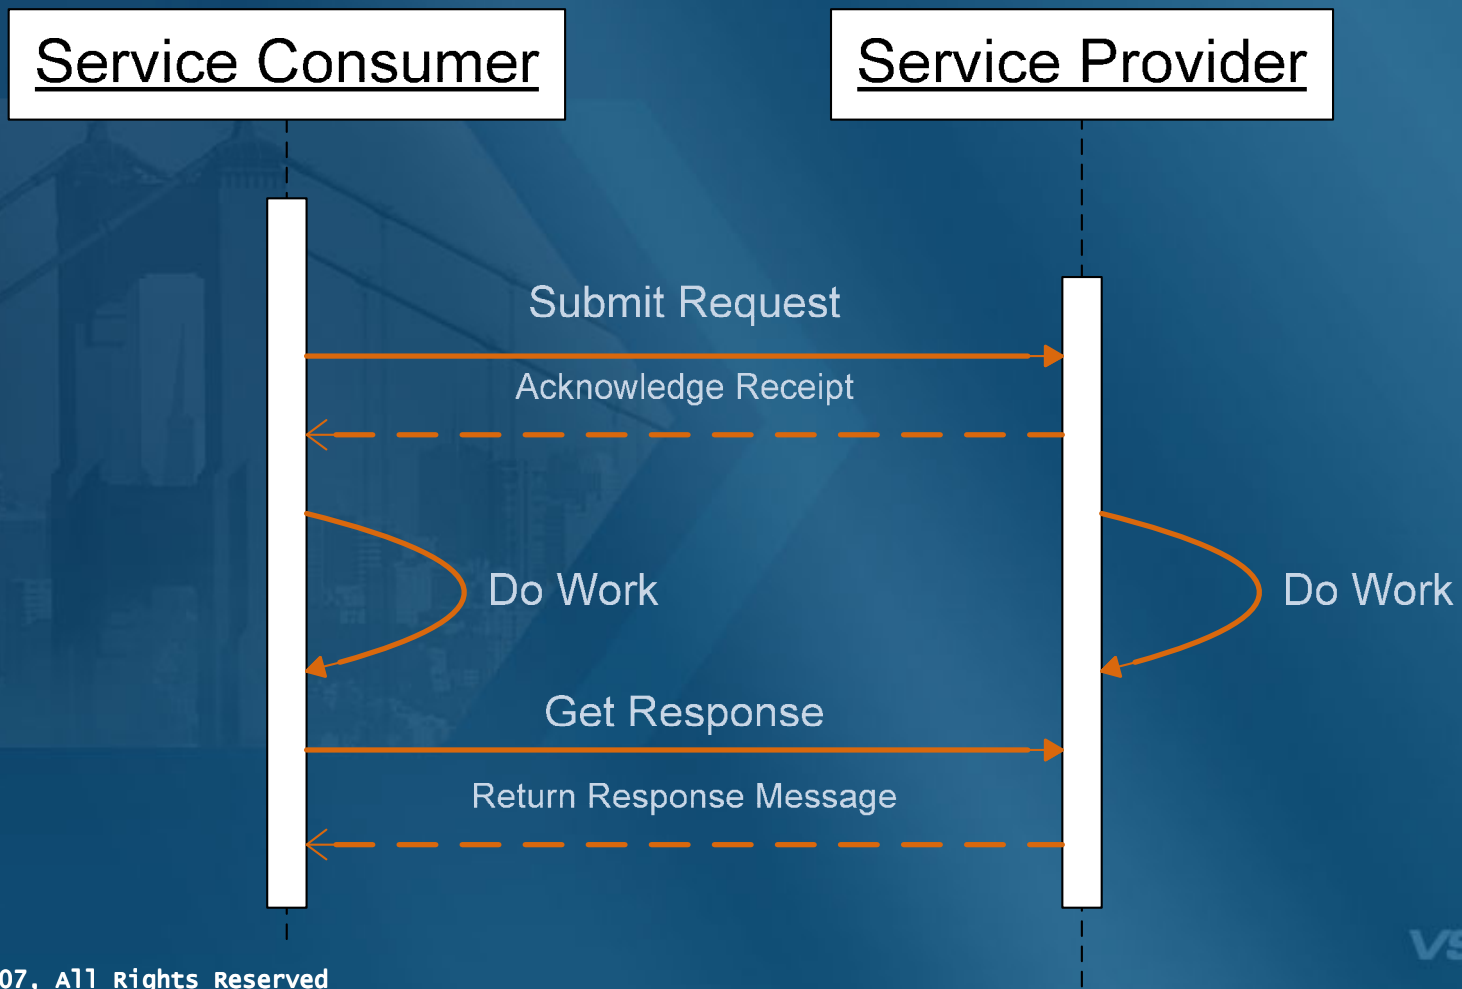 Service Consumer
Service Provider
Submit Request
Acknowledge Receipt
Do Work
Do Work
Get Response
Return Response Message
VS
07, All Rights Reserved